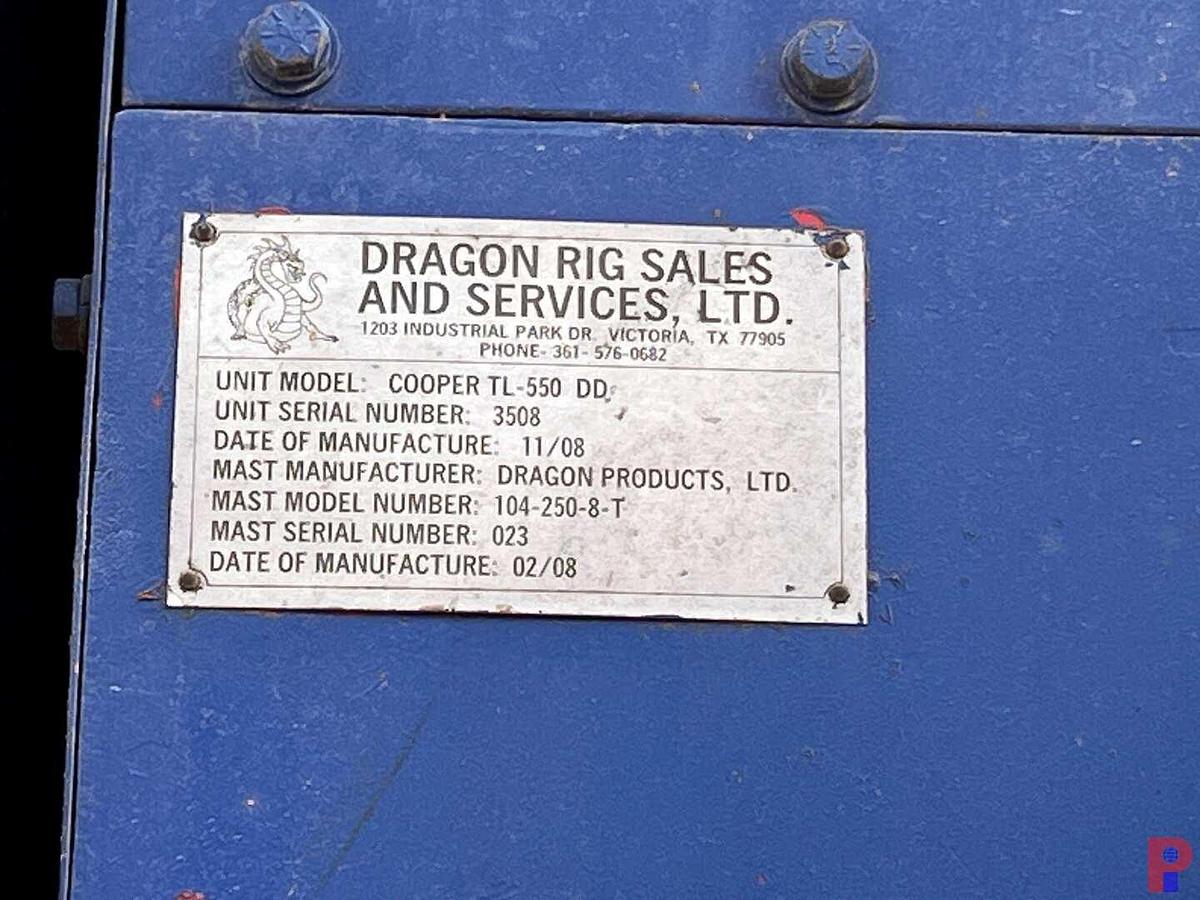 DRAGON RIG SALES
AND SERVICES, LTD.
1203 INDUSTRIAL PARK DR. VICTORIA, TX 77905
PHONE- 361- 576-0682
UNIT MODEL: COOPER TL-550 DD
UNIT SERIAL NUMBER: 3508
DATE OF MANUFACTURE: 11/08
MAST MANUFACTURER: DRAGON PRODUCTS, LTD.
MAST MODEL NUMBER: 104-250-8-T
MAST SERIAL NUMBER: 023
DATE OF MANUFACTURE: 02/08
Pi